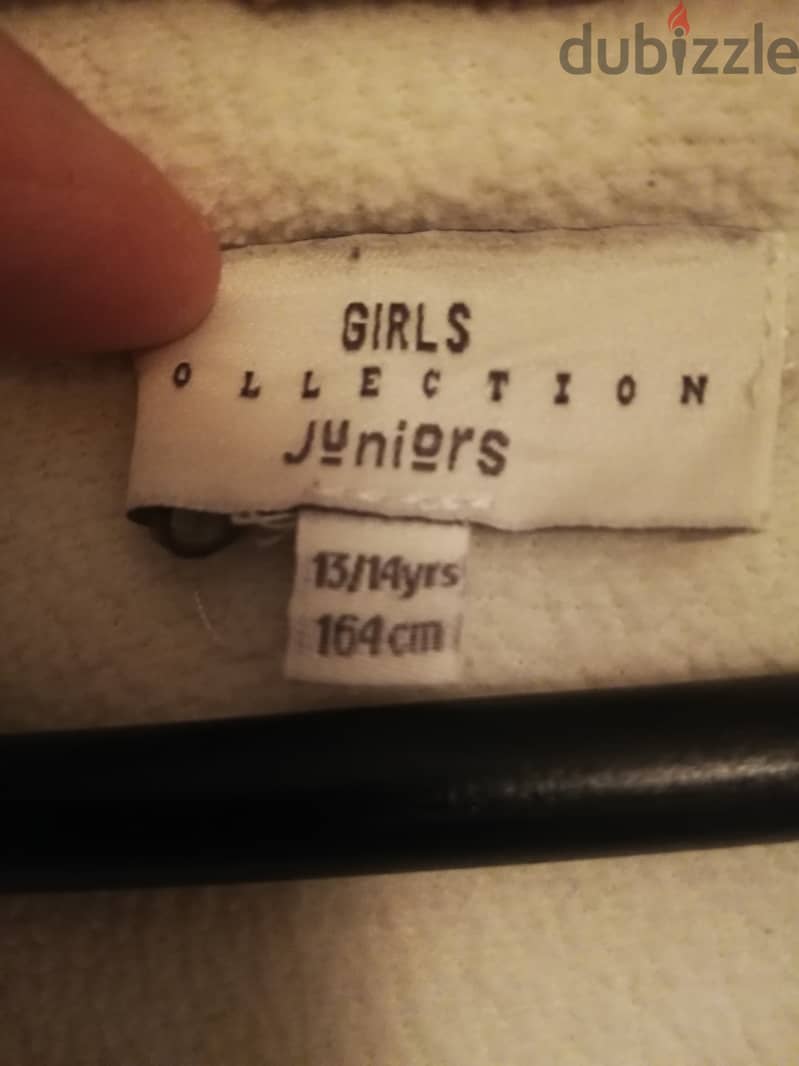 dubizzle
GIRLS
OLLECTION
Juniors
13/14yrs
164cm